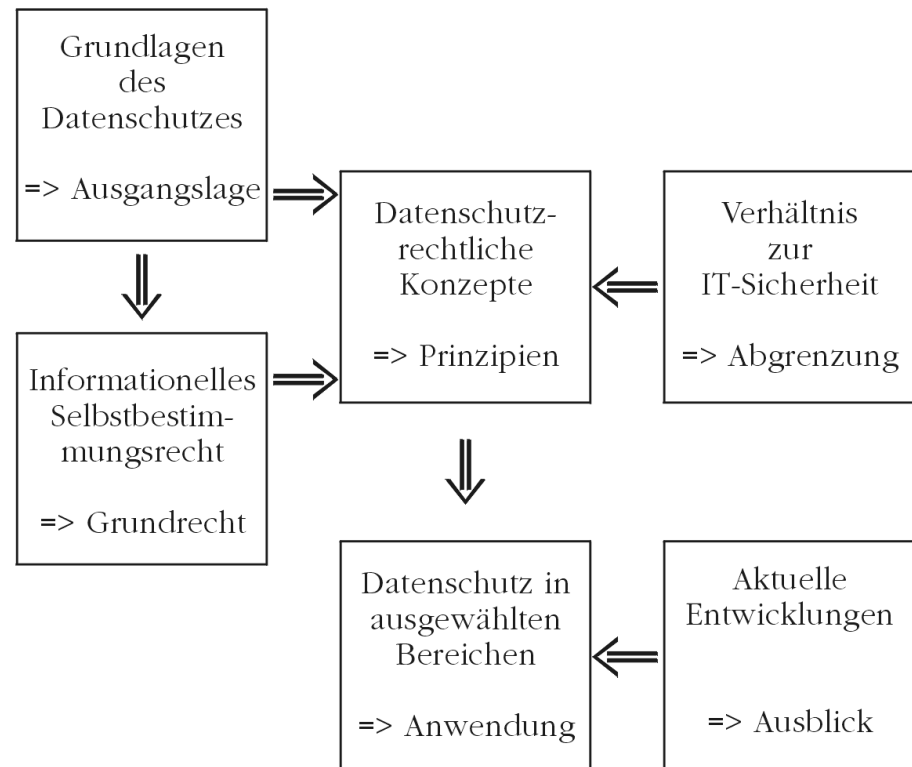 Grundlagen
des
Datenschutzes
=> Ausgangslage
Informationelles
Selbstbestim-
mungsrecht
=> Grundrecht
Datenschutz-
rechtliche
Konzepte
=> Prinzipien
Verhältnis
zur
IT-Sicherheit
=> Abgrenzung
Datenschutz in
ausgewählten
Bereichen
=> Anwendung
Aktuelle
Entwicklungen
=> Ausblick